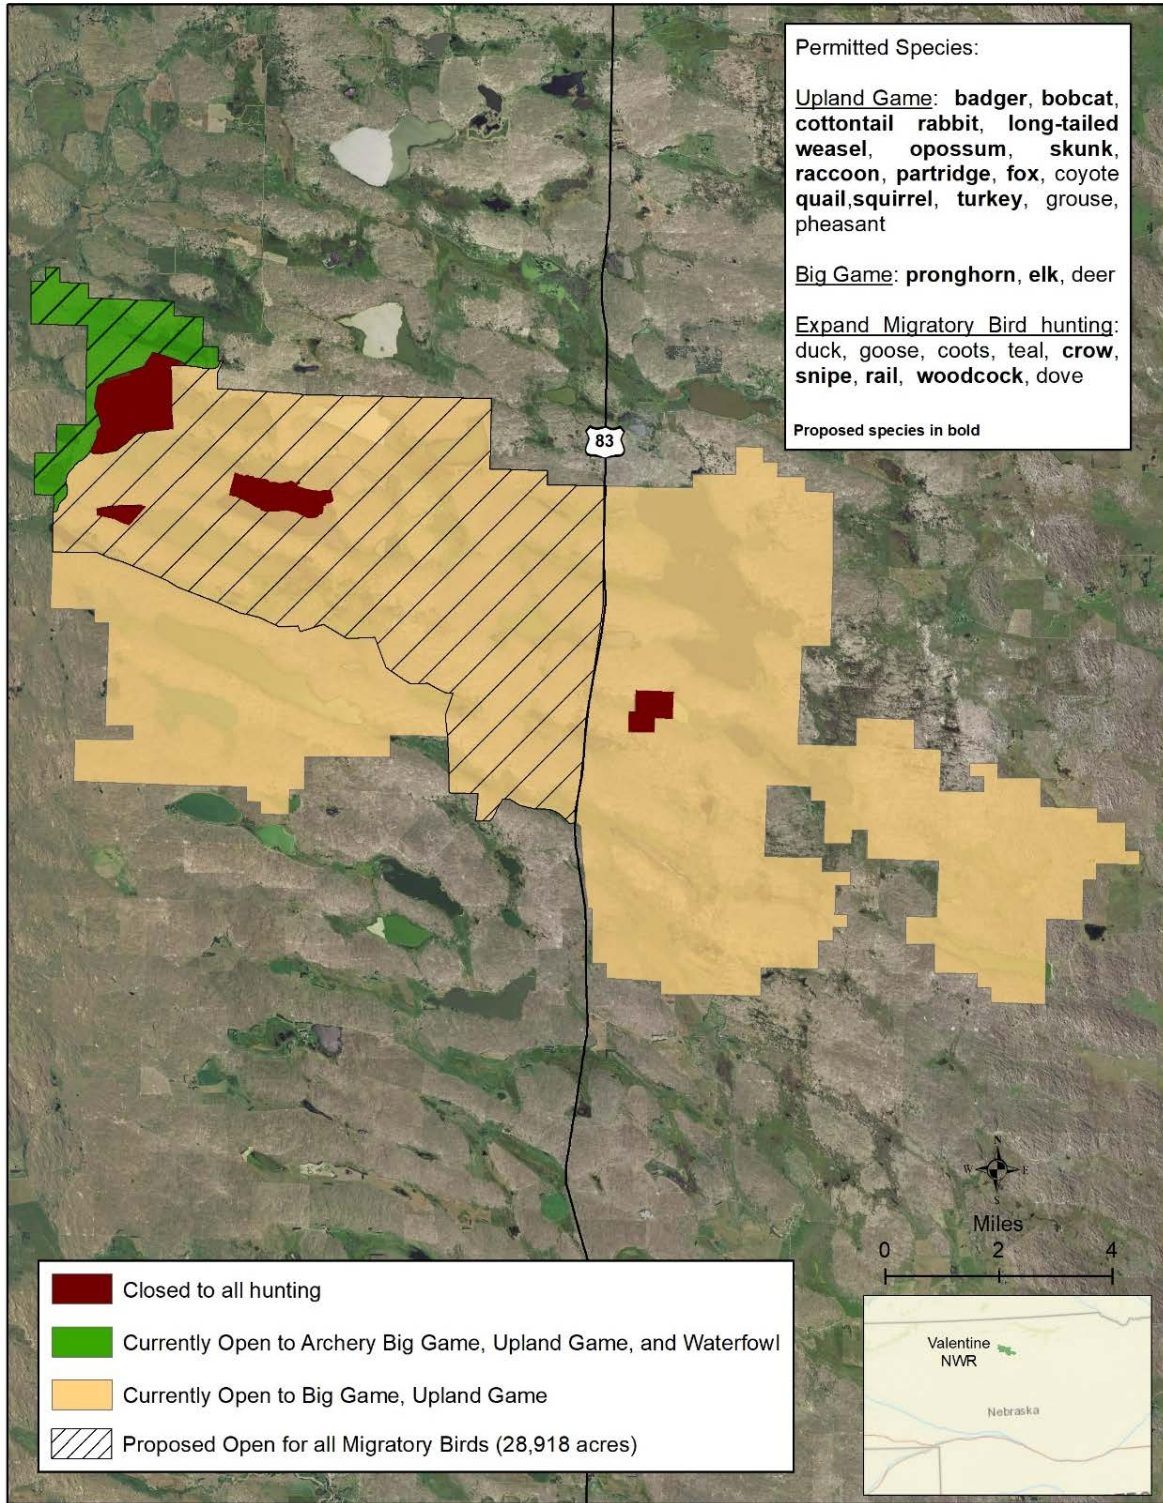 Permitted Species:
Upland Game: badger, bobcat,
cottontail rabbit, long-tailed
weasel, opossum, skunk,
raccoon, partridge, fox, coyote
quail,squirrel, turkey, grouse,
pheasant
Big Game: pronghorn, elk, deer
Expand Migratory Bird hunting:
duck, goose, coots, teal, crow,
snipe, rail, woodcock, dove
Proposed species in bold
83
N
W E
S
Miles
0 2 4
Closed to all hunting
Currently Open to Archery Big Game, Upland Game, and Waterfowl
Currently Open to Big Game, Upland Game
Proposed Open for all Migratory Birds (28,918 acres)
Valentine
NWR
Nebraska